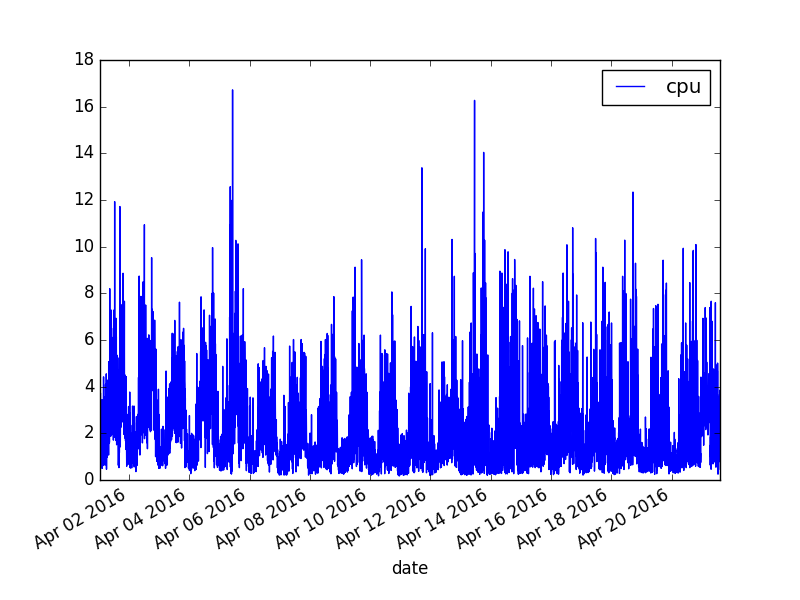 18
cpu
16
14
12
10
8
6
4
2
0
Apr 02 2016
Apr 04 2016
Apr 06 2016
Apr 08 2016
Apr 10 2016
Apr 12 2016
Apr 14 2016
Apr 16 2016
Apr 18 2016
Apr 20 2016
date